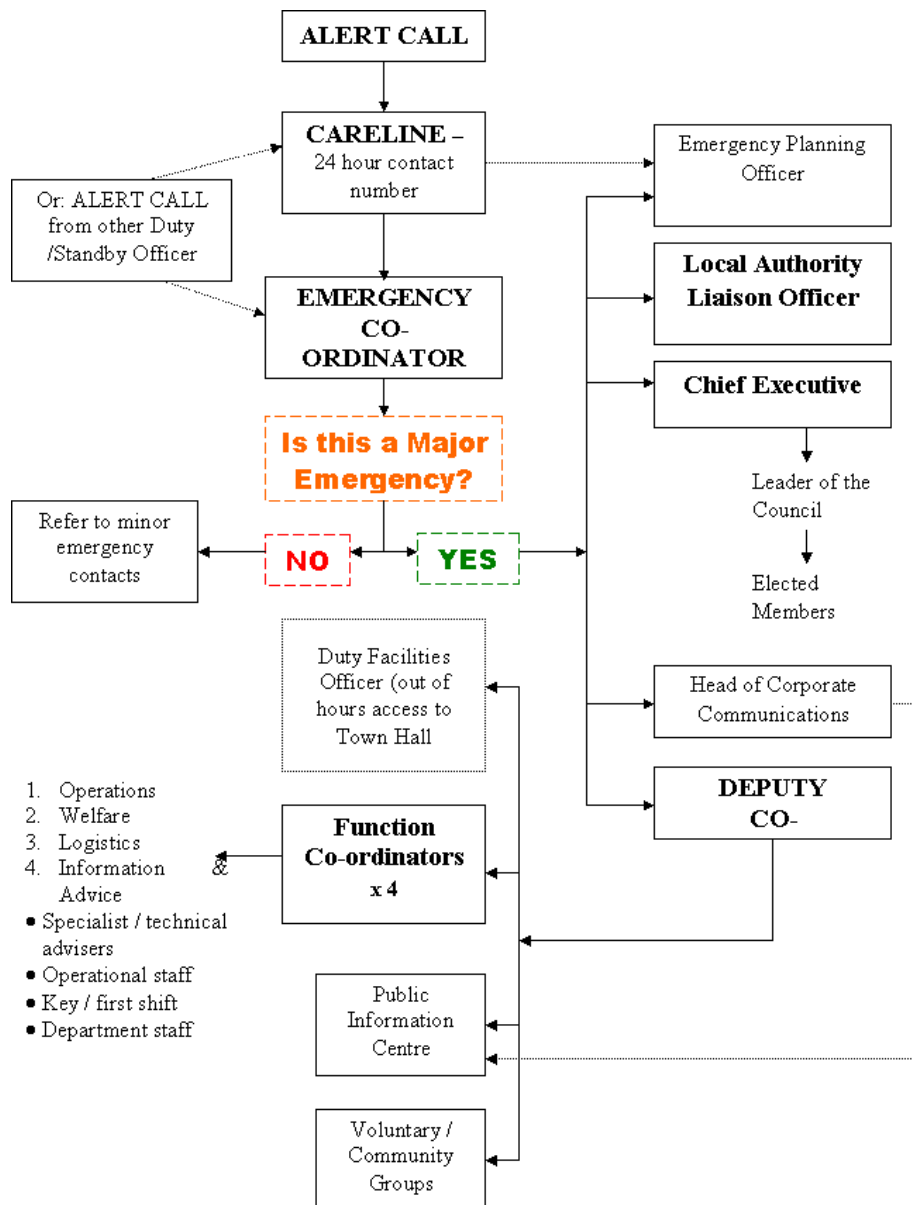 ALERT CALL
CARELINE –
24 hour contact
number
Emergency Planning
Officer
Or: ALERT CALL
from other Duty
/Standby Officer
Local Authority
Liaison Officer
EMERGENCY
CO-
ORDINATOR
Chief Executive
Is this a Major
Emergency?
Leader of the
Council
Refer to minor
emergency
contacts
NO
YES
Elected
Members
Duty Facilities
Officer (out of
hours access to
Town Hall
Head of Corporate
Communications
DEPUTY
CO-
1. Operations
2. Welfare
3. Logistics
4. Information &
Advice
• Specialist / technical
advisers
• Operational staff
• Key / first shift
• Department staff
Function
Co-ordinators
x 4
Public
Information
Centre
Voluntary /
Community
Groups